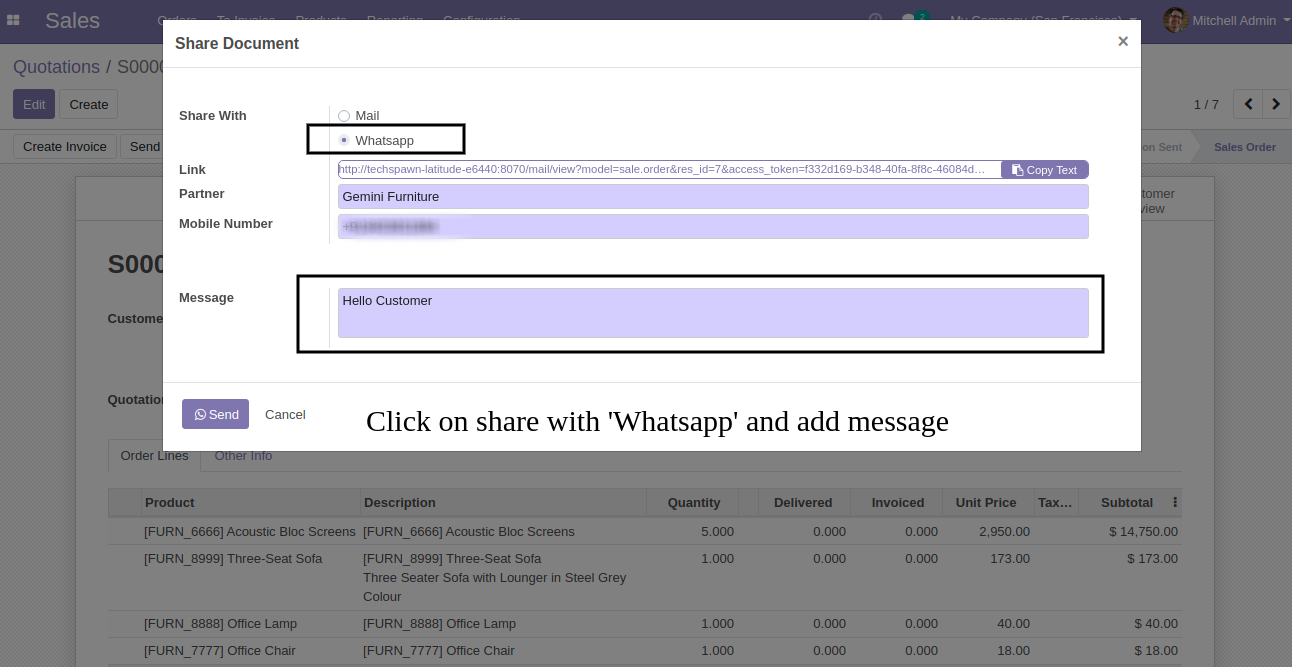 Sales Orders To Invoice Products Reporting Configuration 2 My Company (San Francisco) Mitchell Admin
Share Document ×
Quotations / S0000
Edit Create
1 / 7
Share With Mail
Whatsapp
Create Invoice Send
on Sent Sales Order
Link http://techspawn-latitude-e6440:8070/mail/view?model=sale.order&res_id=7&access_token=f332d169-b348-40fa-8f8c-46084d… Copy Text
Partner Gemini Furniture
Mobile Number
tomer
view
S000
Message Hello Customer
Custome
Quotation
Send Cancel
Click on share with 'Whatsapp' and add message
Order Lines Other Info
Product Description Quantity Delivered Invoiced Unit Price Tax… Subtotal
[FURN_6666] Acoustic Bloc Screens [FURN_6666] Acoustic Bloc Screens 5.000 0.000 0.000 2,950.00 $ 14,750.00
[FURN_8999] Three-Seat Sofa [FURN_8999] Three-Seat Sofa 1.000 0.000 0.000 173.00 $ 173.00
Three Seater Sofa with Lounger in Steel Grey
Colour
[FURN_8888] Office Lamp [FURN_8888] Office Lamp 1.000 0.000 0.000 40.00 $ 40.00
[FURN_7777] Office Chair [FURN_7777] Office Chair 1.000 0.000 0.000 18.00 $ 18.00